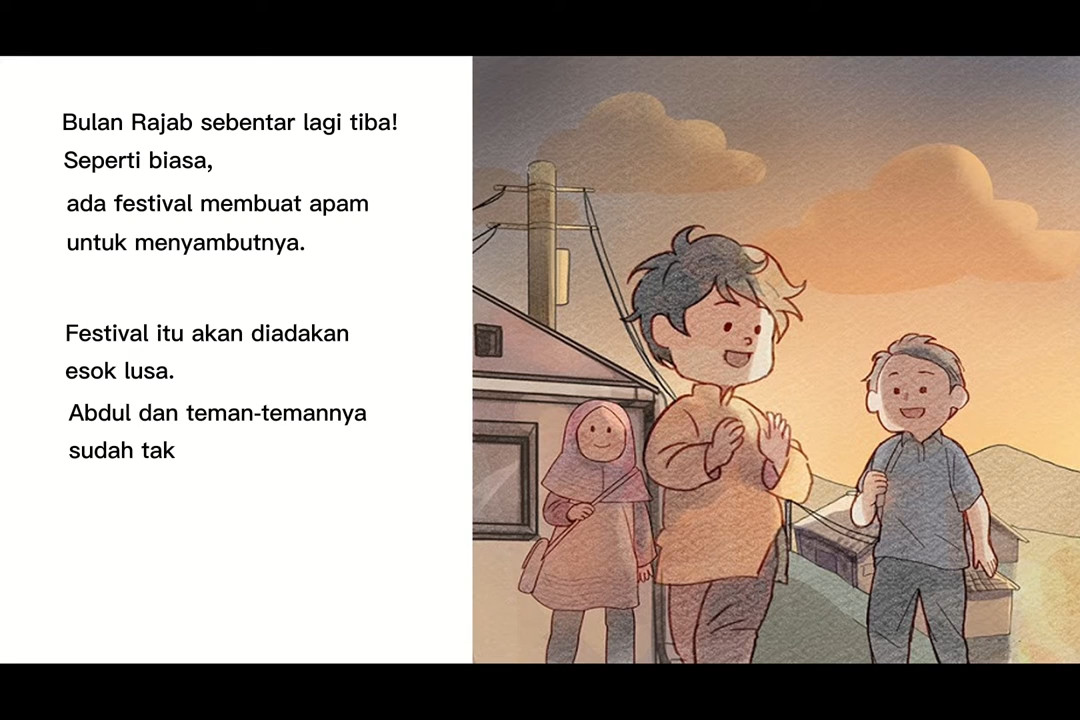 Bulan Rajab sebentar lagi tiba!
Seperti biasa,
ada festival membuat apam
untuk menyambutnya.
Festival itu akan diadakan
esok lusa.
Abdul dan teman-temannya
sudah tak